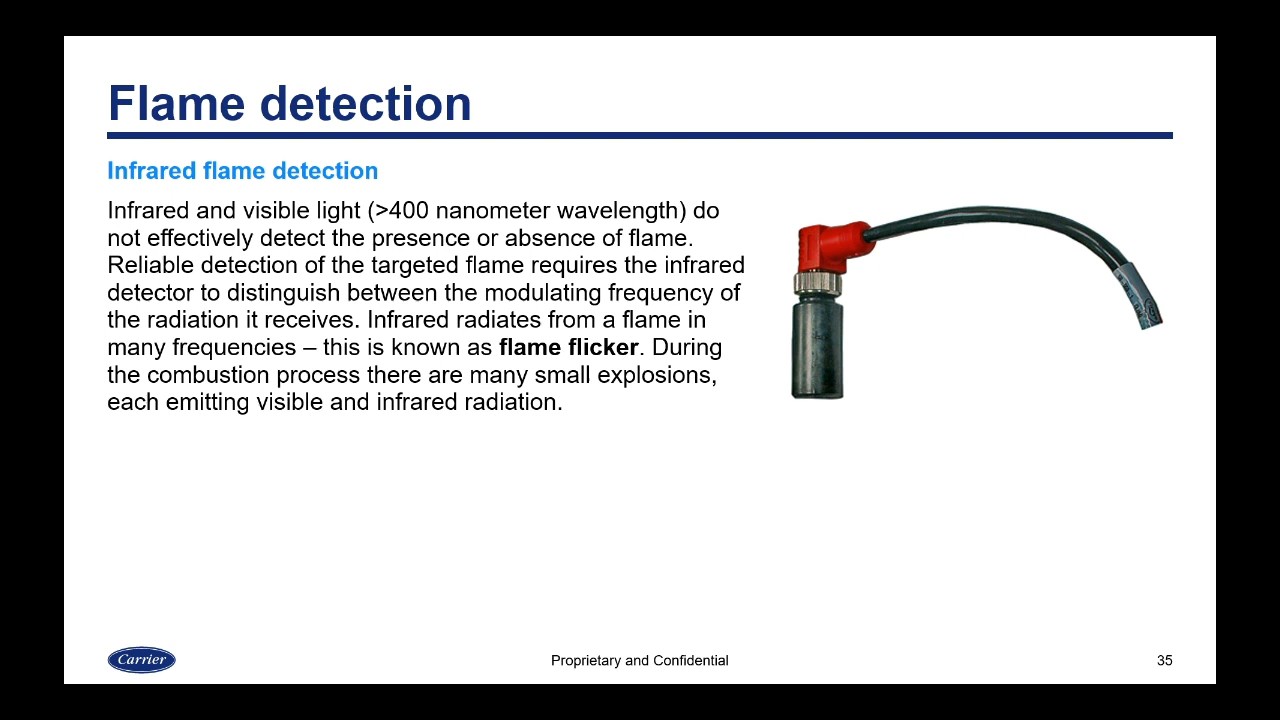 Flame detection
Infrared flame detection
Infrared and visible light (>400 nanometer wavelength) do
not effectively detect the presence or absence of flame.
Reliable detection of the targeted flame requires the infrared
detector to distinguish between the modulating frequency of
the radiation it receives. Infrared radiates from a flame in
many frequencies – this is known as flame flicker. During
the combustion process there are many small explosions,
each emitting visible and infrared radiation.
Carrier
Proprietary and Confidential
35